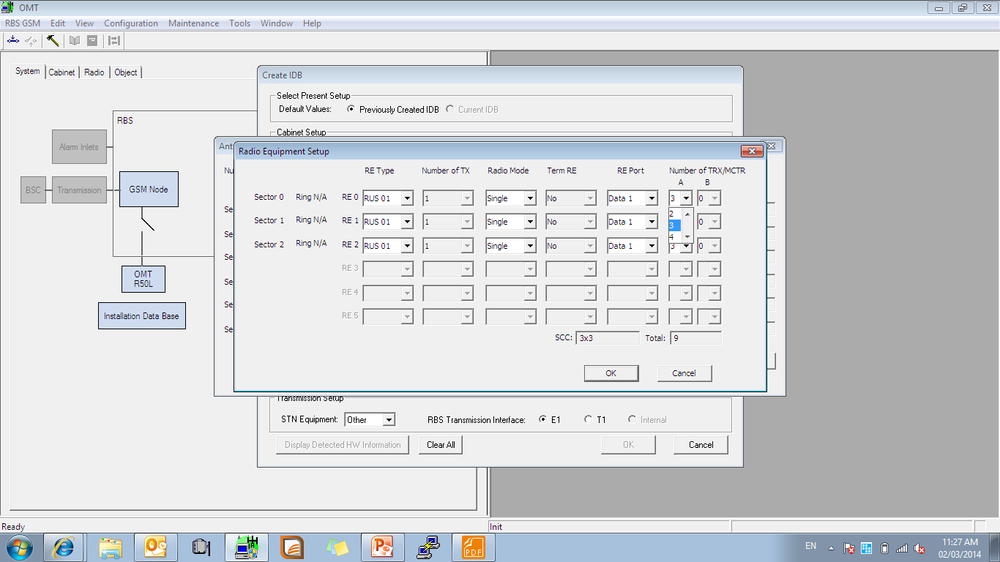 OMT
RBS GSM Edit View Configuration Maintenance Tools Window Help
System Cabinet Radio Object
Create IDB
Select Present Setup
Default Values: Previously Created IDB Current IDB
Cabinet Setup
RBS
Alarm Inlets
BSC Transmission GSM Node
OMT
R50L
Installation Data Base
Ant
Nu
Se
Se
Se
Se
Se
Se
Radio Equipment Setup
RE Type Number of TX Radio Mode Term RE RE Port Number of TRX/MCTR
A B
Sector 0 Ring N/A RE 0 RUS 01 1 Single No Data 1 3 0
2
3
4
Sector 1 Ring N/A RE 1 RUS 01 1 Single No Data 1 0
Sector 2 Ring N/A RE 2 RUS 01 1 Single No Data 1 3 0
RE 3
RE 4
RE 5
SCC: 3x3 Total: 9
OK Cancel
Transmission Setup
STN Equipment: Other RBS Transmission Interface: E1 T1 Internal
Display Detected HW Information Clear All OK Cancel
Ready Init
PDF
EN
11:27 AM
02/03/2014